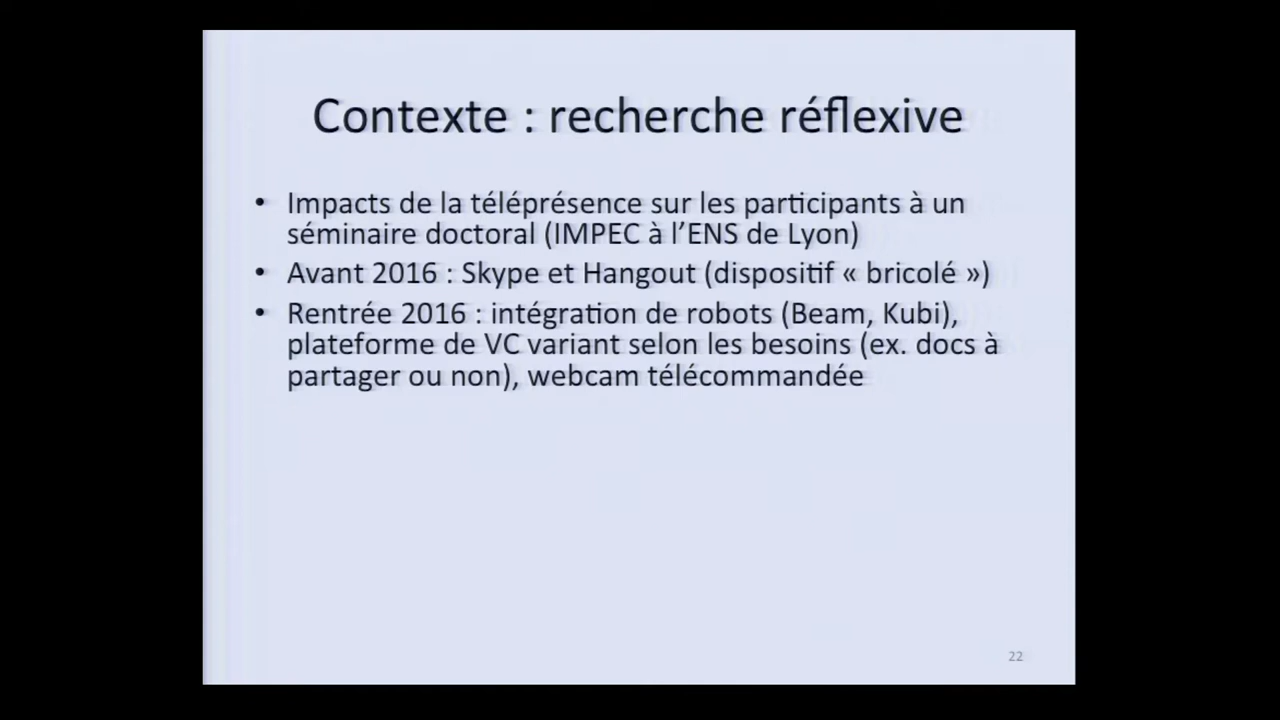 Contexte : recherche réflexive
• Impacts de la téléprésence sur les participants à un
séminaire doctoral (IMPEC à l'ENS de Lyon)
• Avant 2016 : Skype et Hangout (dispositif « bricolé »)
• Rentrée 2016 : intégration de robots (Beam, Kubi),
plateforme de VC variant selon les besoins (ex. docs à
partager ou non), webcam télécommandée
22